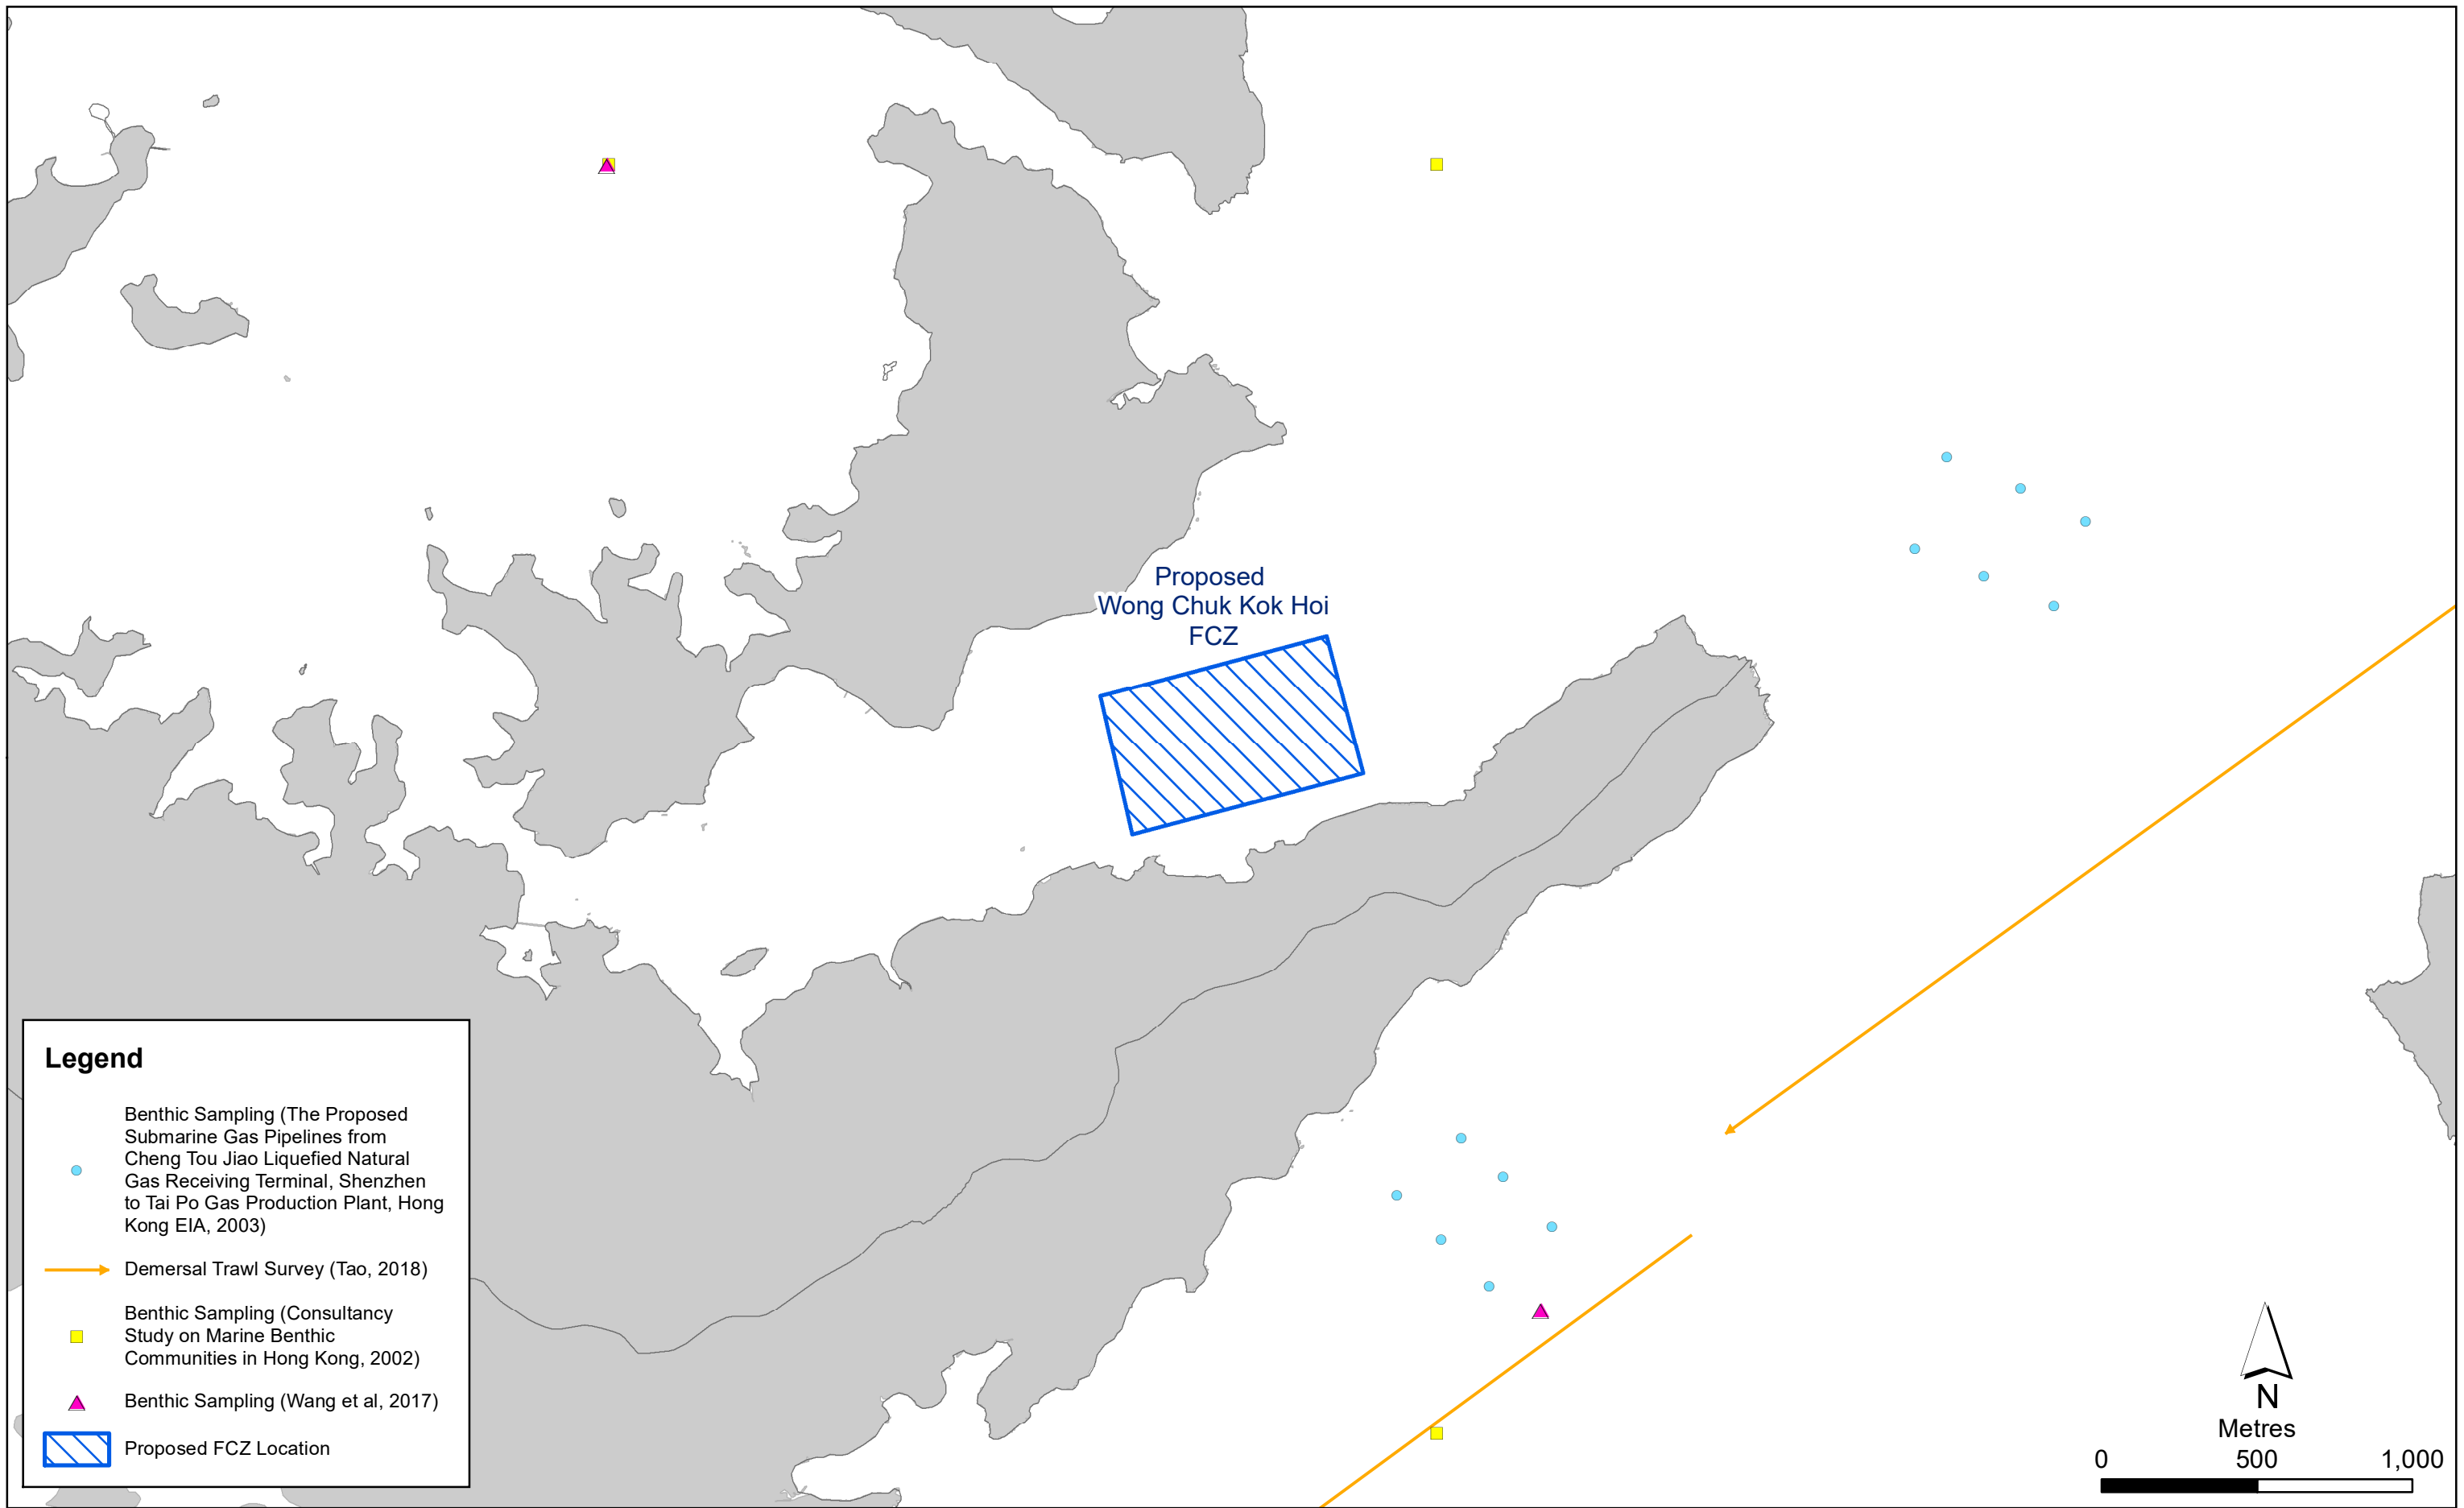 Proposed
Wong Chuk Kok Hoi
FCZ
Legend
Benthic Sampling (The Proposed
Submarine Gas Pipelines from
Cheng Tou Jiao Liquefied Natural
Gas Receiving Terminal, Shenzhen
to Tai Po Gas Production Plant, Hong
Kong EIA, 2003)
Demersal Trawl Survey (Tao, 2018)
Benthic Sampling (Consultancy
Study on Marine Benthic
Communities in Hong Kong, 2002)
Benthic Sampling (Wang et al, 2017)
Proposed FCZ Location
N
Metres
0 500 1,000